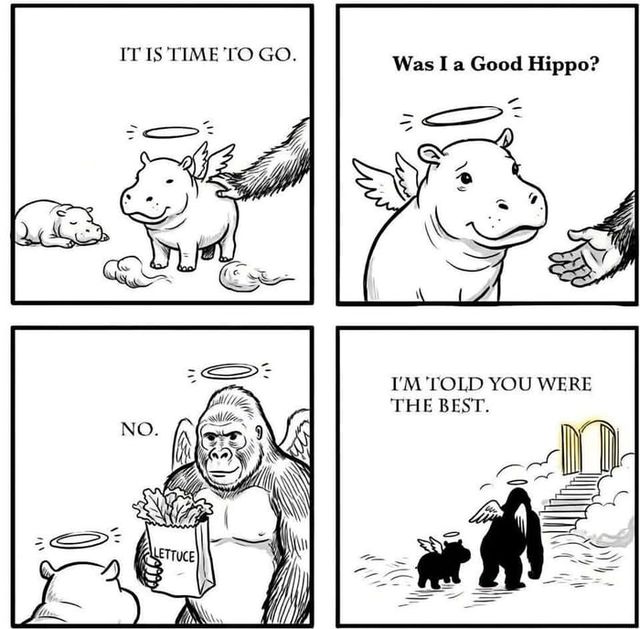 IT IS TIME TO GO.
Was I a Good Hippo?
NO.
LETTUCE
I'M TOLD YOU WERE
THE BEST.